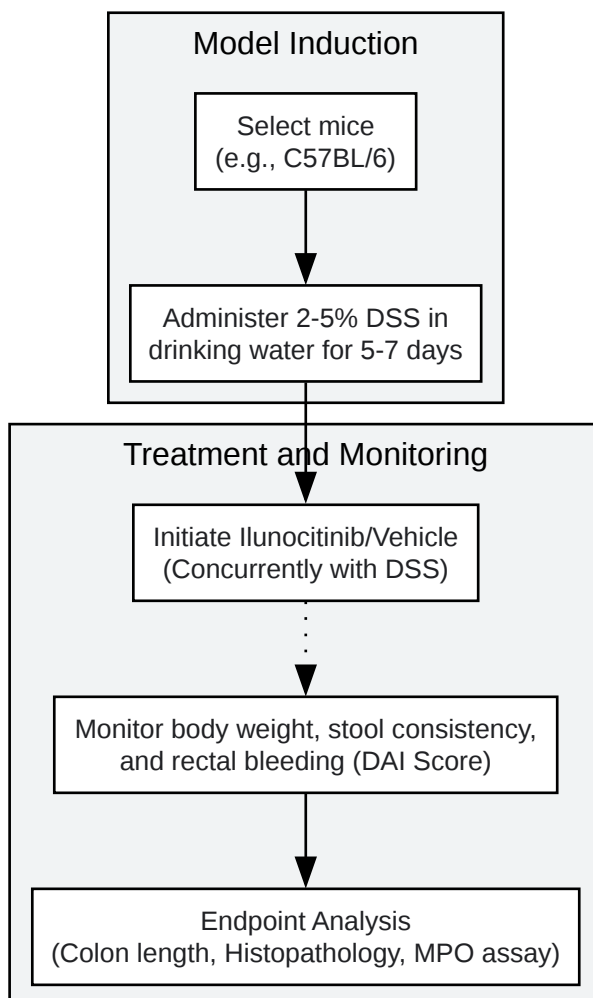 Model Induction
Select mice
(e.g., C57BL/6)
Administer 2-5% DSS in
drinking water for 5-7 days
Treatment and Monitoring
Initiate Ilunocitinib/Vehicle
(Concurrently with DSS)
Monitor body weight, stool consistency,
and rectal bleeding (DAI Score)
Endpoint Analysis
(Colon length, Histopathology, MPO assay)